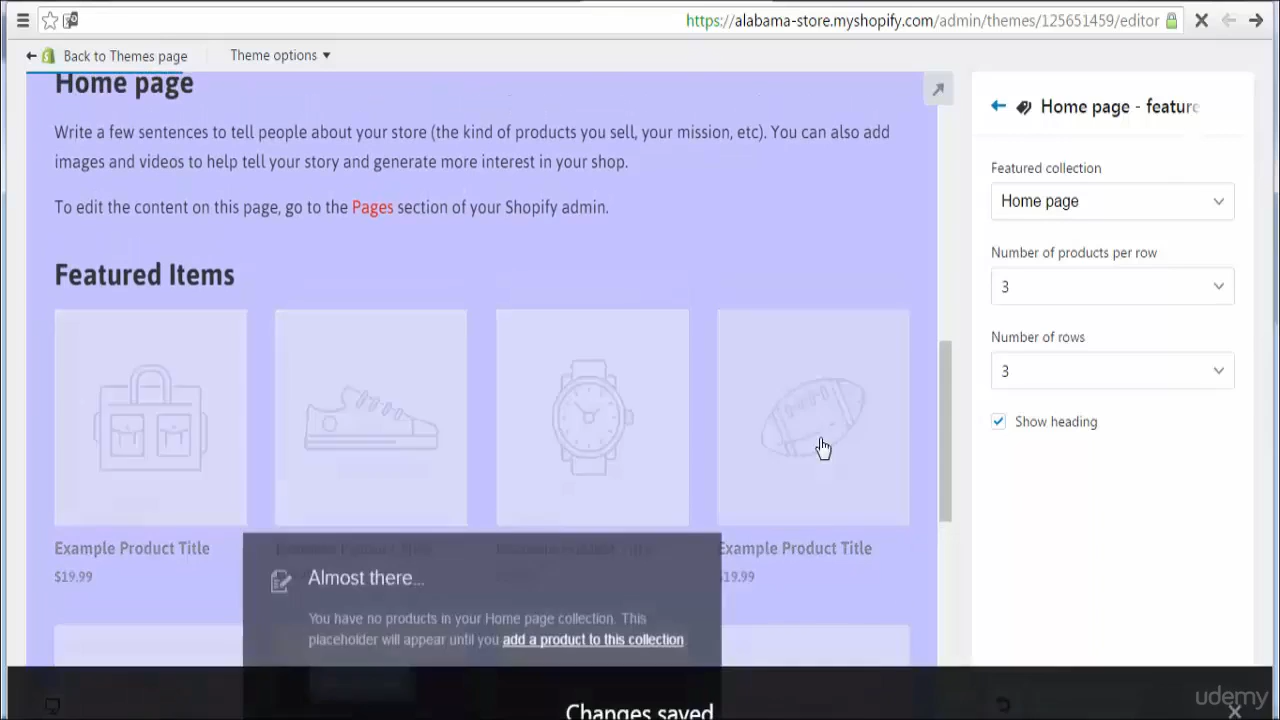 https://alabama-store.myshopify.com/admin/themes/125651459/editor
Back to Themes page
Theme options
Home page
Write a few sentences to tell people about your store (the kind of products you sell, your mission, etc). You can also add
images and videos to help tell your story and generate more interest in your shop.
To edit the content on this page, go to the Pages section of your Shopify admin.
Featured Items
Example Product Title
$19.99
Example Product Title
$19.99
Almost there...
You have no products in your Home page collection. This
placeholder will appear until you add a product to this collection
Home page - feature
Featured collection
Home page
Number of products per row
3
Number of rows
3
Show heading
Changes saved
udemy